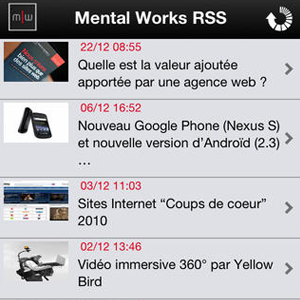 m|w
Mental Works RSS
22/12 08:55
Quelle est la valeur ajoutée
apportée par une agence web ?
06/12 16:52
Nouveau Google Phone (Nexus S)
et nouvelle version d'Androïd (2.3)
…
03/12 11:03
Sites Internet “Coups de coeur”
2010
02/12 13:46
Vidéo immersive 360° par Yellow
Bird